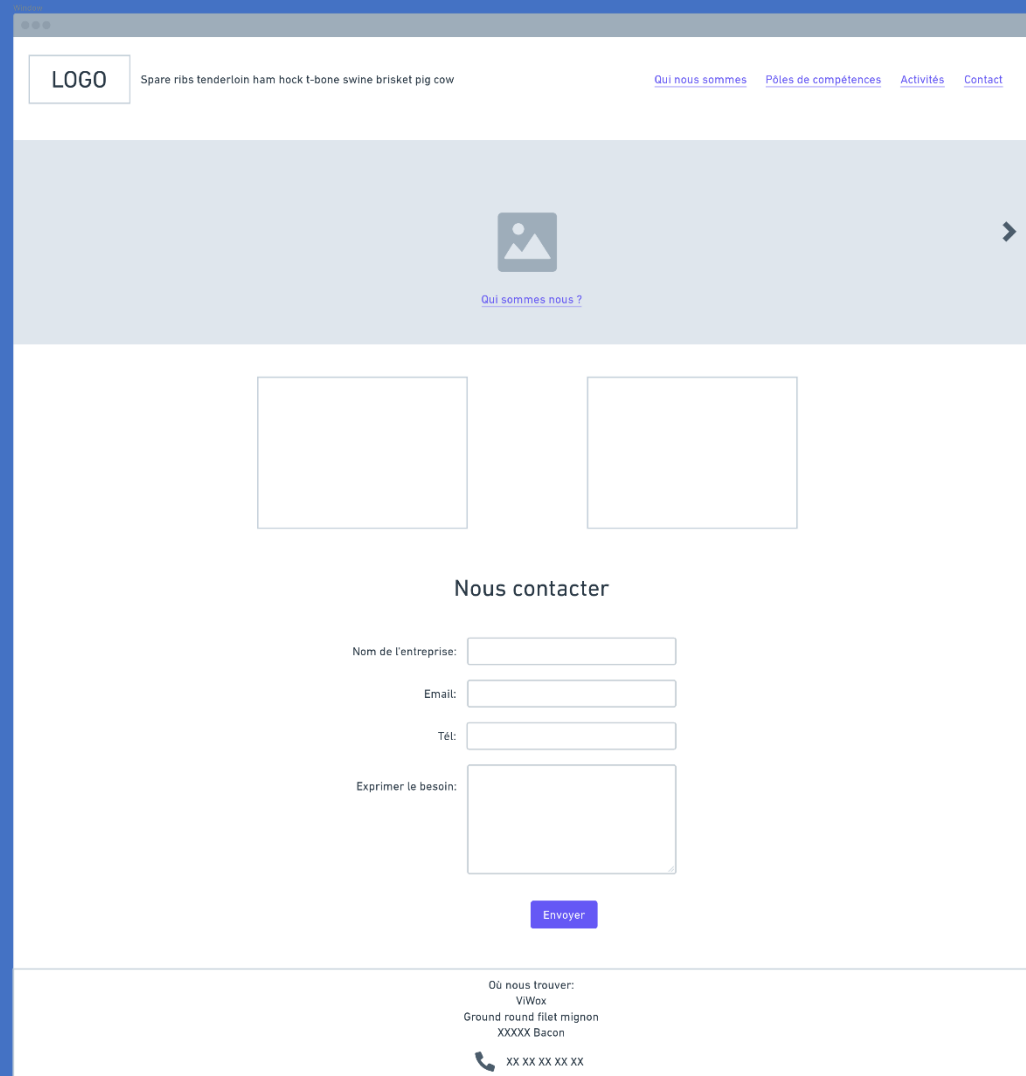 Windows
LOGO
Spare ribs tenderloin ham hock t-bone swine brisket pig cow
Qui nous sommes
Pôles de compétences
Activités
Contact
Qui sommes nous ?
Nous contacter
Nom de l'entreprise:
Email:
Tél:
Exprimer le besoin:
Envoyer
Où nous trouver:
ViWox
Ground round filet mignon
XXXXX Bacon
XX XX XX XX XX